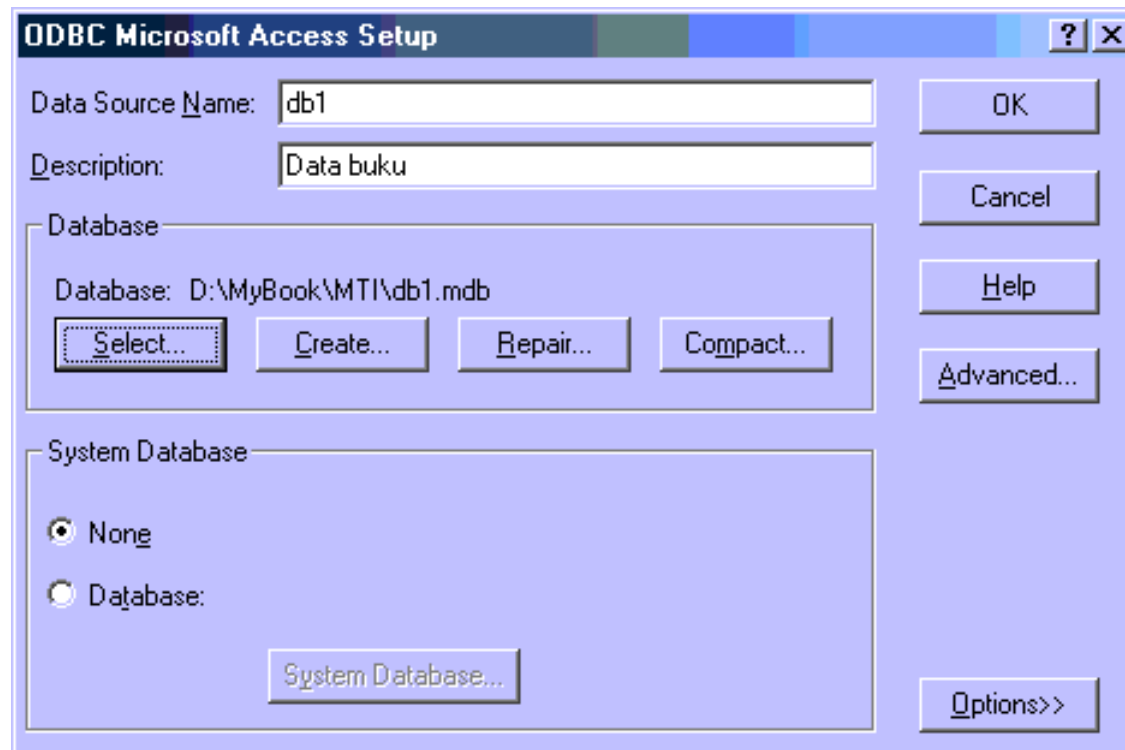 ODBC Microsoft Access Setup
Data Source Name: db1
OK
Description: Data buku
Cancel
Database
Database: D:\MyBook\MTI\db1.mdb
Help
Select... Create... Repair... Compact...
Advanced...
System Database
None
Database:
System Database...
Options>>